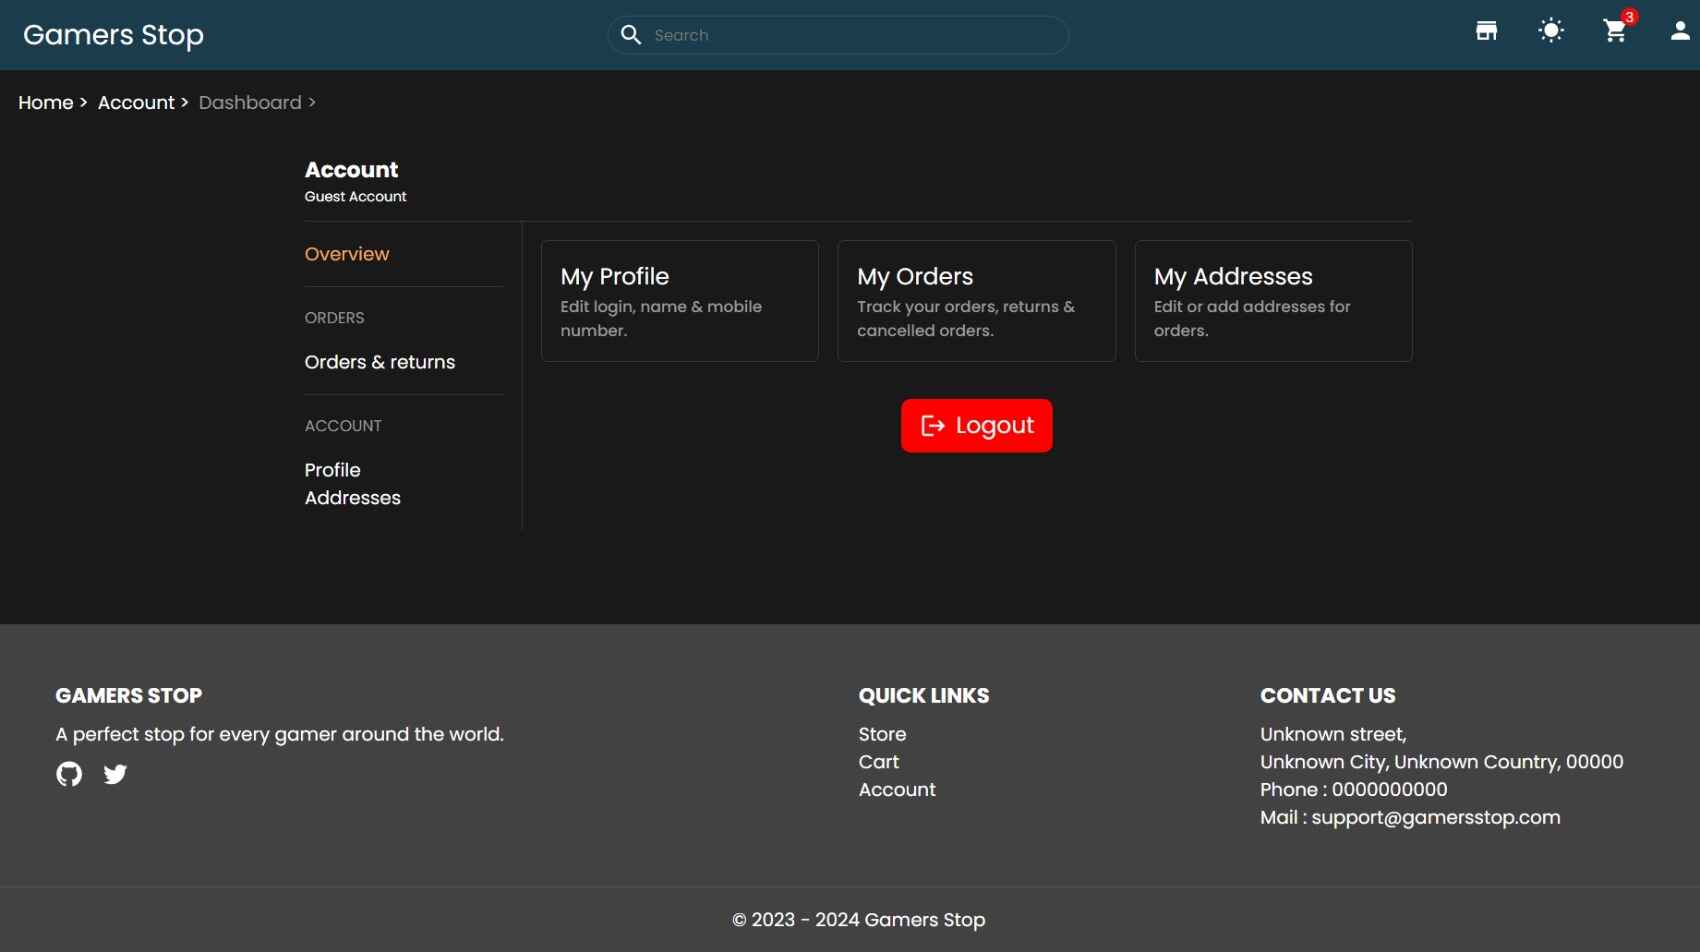 Gamers Stop
Search
3
Home > Account > Dashboard >
Account
Guest Account
Overview
ORDERS
Orders & returns
ACCOUNT
Profile
Addresses
My Profile
Edit login, name & mobile
number.
My Orders
Track your orders, returns &
cancelled orders.
My Addresses
Edit or add addresses for
orders.
Logout
GAMERS STOP
A perfect stop for every gamer around the world.
QUICK LINKS
Store
Cart
Account
CONTACT US
Unknown street,
Unknown City, Unknown Country, 00000
Phone : 0000000000
Mail : support@gamersstop.com
© 2023 - 2024 Gamers Stop